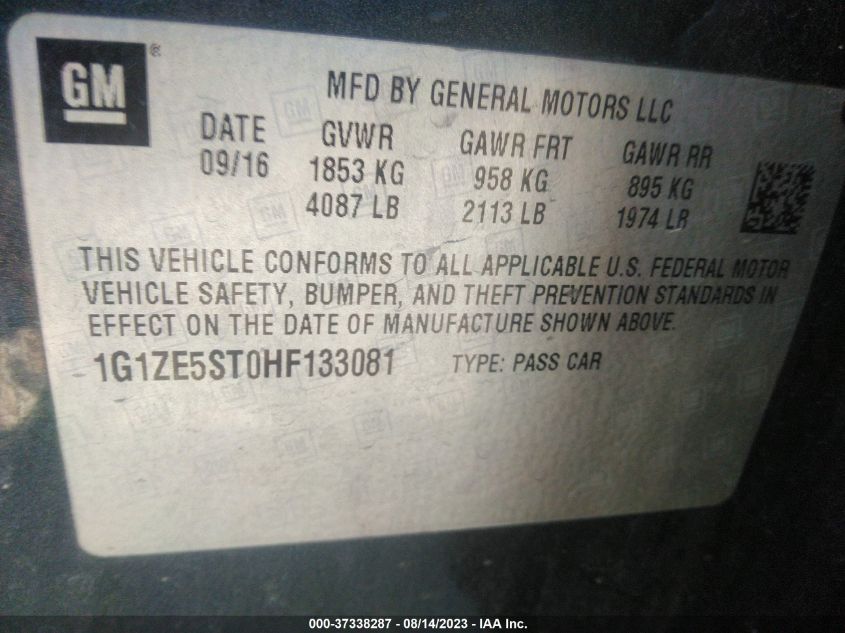 GM ®
MFD BY GENERAL MOTORS LLC
DATE GVWR GAWR FRT GAWR RR
09/16 1853 KG 958 KG 895 KG
4087 LB 2113 LB 1974 LB
THIS VEHICLE CONFORMS TO ALL APPLICABLE U.S. FEDERAL MOTOR
VEHICLE SAFETY, BUMPER, AND THEFT PREVENTION STANDARDS IN
EFFECT ON THE DATE OF MANUFACTURE SHOWN ABOVE.
1G1ZE5ST0HF133081 TYPE: PASS CAR
000-37338287 - 08/14/2023 - IAA Inc.